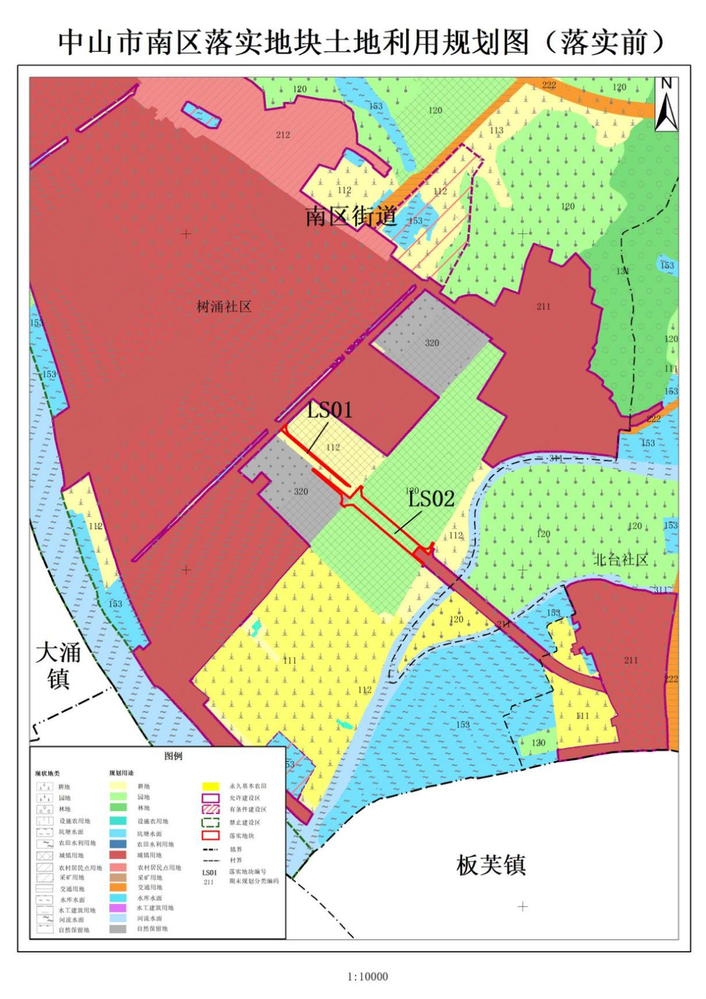 中山市南区落实地块土地利用规划图（落实前）
N
120
222
120
153
120
212
113
112
112
120
南区街道
153
131
153
树涌社区
211
153
320
120
153
111
153
LS01
222
112
153
311
320
120
LS02
112
112
120
120
153
北台社区
311
153
153
120
211
大涌镇
111
211
222
112
111
153
120
53
图例
现状地类
规划用途
耕地
耕地
永久基本农田
园地
园地
允许建设区
林地
林地
有条件建设区
设施农用地
设施农用地
禁止建设区
坑塘水面
坑塘水面
落实地块
农田水利用地
农田水利用地
镇界
城镇用地
城镇用地
村界
农村居民点用地
农村居民点用地
LS01 落实地块编号
采矿用地
采矿用地
211 期末规划分类编码
交通用地
交通用地
水库水面
水库水面
水工建筑用地
水工建筑用地
河流水面
河流水面
自然保留地
自然保留地
板芙镇
1:10000